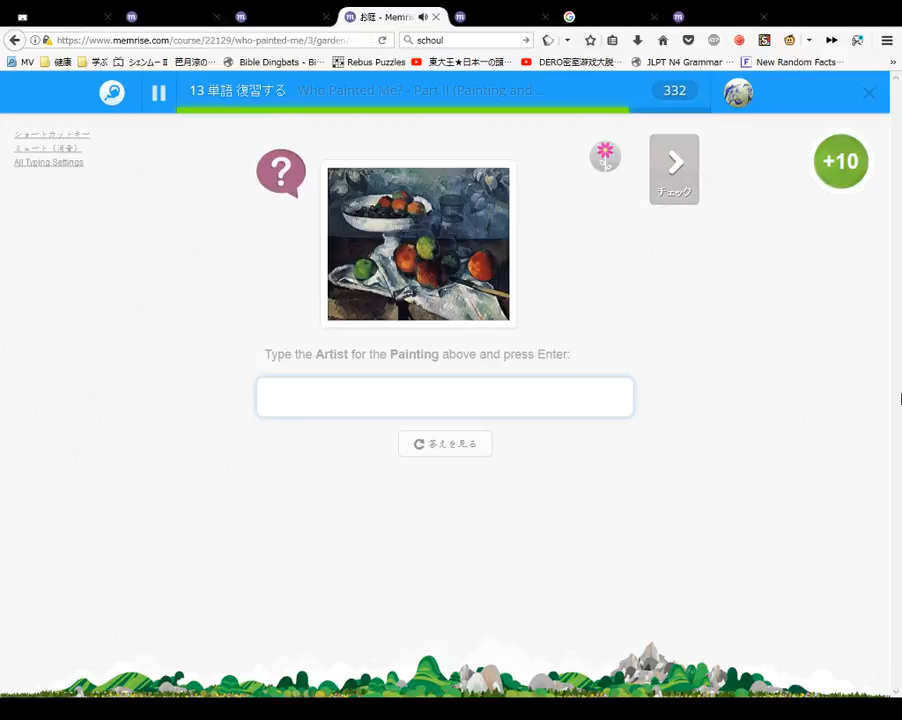 お庭 - Memris
https://www.memrise.com/course/22129/who-painted-me/3/garden/
schoul
MV 健康 学ぶ シェンムーII 芭月涼の… Bible Dingbats - Bi… Rebus Puzzles 東大王★日本一の頭… DERO密室游戏大脱… JLPT N4 Grammar … New Random Facts…
13 単語 復習する Who Painted Me? - Part II (Painting and ... 332
ショートカットキー
ミュート（消音）
All Typing Settings
+10
チェック
Type the Artist for the Painting above and press Enter:
答えを見る